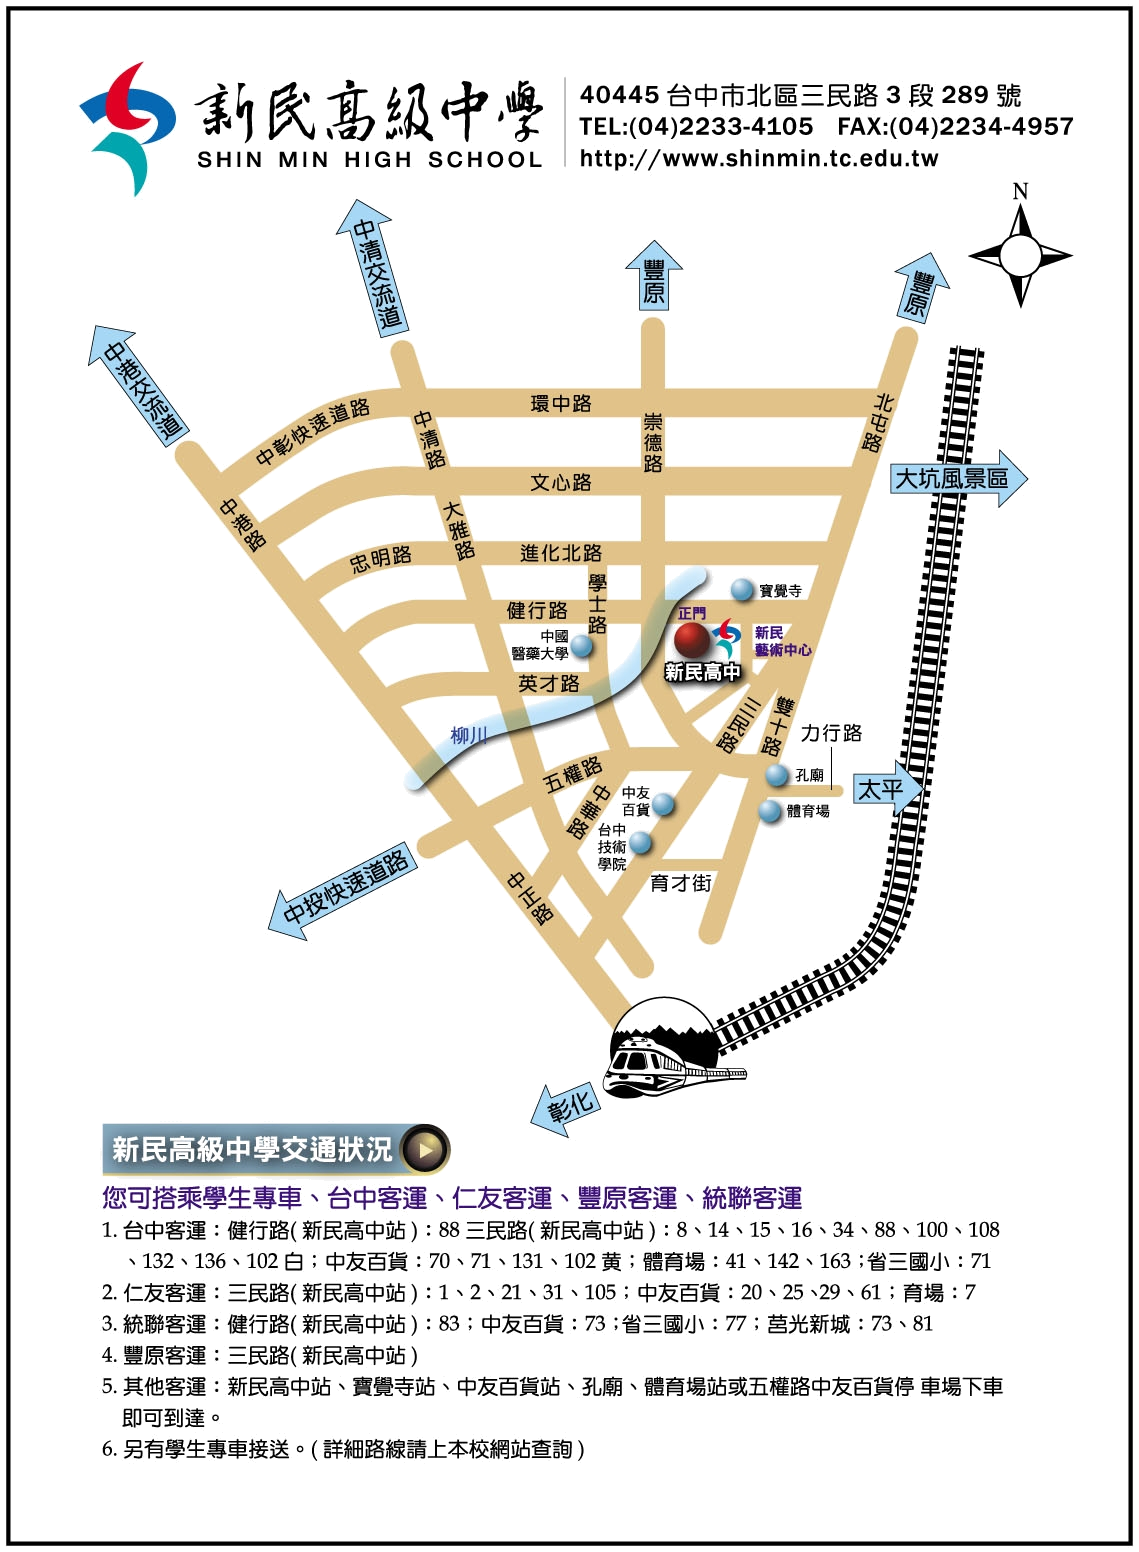 新民高級中學
SHIN MIN HIGH SCHOOL
40445 台中市北區三民路 3 段 289 號
TEL:(04)2233-4105 FAX:(04)2234-4957
http://www.shinmin.tc.edu.tw
N
中清交流道
豐原
豐原
中港交流道
中彰快速道路
環中路
中清路
崇德路
北屯路
大坑風景區
文心路
中港路
大雅路
忠明路
進化北路
學士路
寶覺寺
健行路
正門
中國
醫藥大學
新民
藝術中心
新民高中
英才路
柳川
三民路
雙十路
力行路
五權路
孔廟
太平
中華路
中友
百貨
體育場
台中
技術
學院
中投快速道路
中正路
育才街
彰化
新民高級中學交通狀況
您可搭乘學生專車、台中客運、仁友客運、豐原客運、統聯客運
1. 台中客運：健行路( 新民高中站 )：88 三民路( 新民高中站 )：8、14、15、16、34、88、100、108
、132、136、102 白；中友百貨：70、71、131、102 黄；體育場：41、142、163；省三國小：71
2. 仁友客運：三民路( 新民高中站 )：1、2、21、31、105；中友百貨：20、25、29、61；育場：7
3. 統聯客運：健行路( 新民高中站 )：83；中友百貨：73；省三國小：77；莒光新城：73、81
4. 豐原客運：三民路( 新民高中站 )
5. 其他客運：新民高中站、寶覺寺站、中友百貨站、孔廟、體育場站或五權路中友百貨停 車場下車
即可到達。
6. 另有學生專車接送。( 詳細路線請上本校網站查詢 )